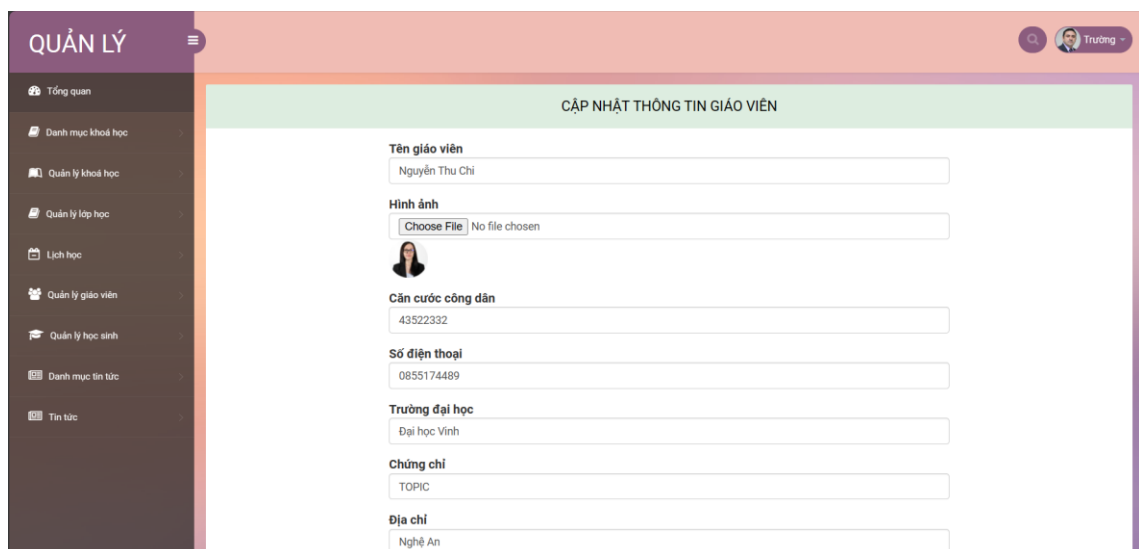 QUẢN LÝ
Trường
Tổng quan
Danh mục khoá học
Quản lý khoá học
Quản lý lớp học
Lịch học
Quản lý giáo viên
Quản lý học sinh
Danh mục tin tức
Tin tức
CẬP NHẬT THÔNG TIN GIÁO VIÊN
Tên giáo viên
Nguyễn Thu Chi
Hình ảnh
Choose File No file chosen
Căn cước công dân
43522332
Số điện thoại
0855174489
Trường đại học
Đại học Vinh
Chứng chỉ
TOPIC
Địa chỉ
Nghệ An